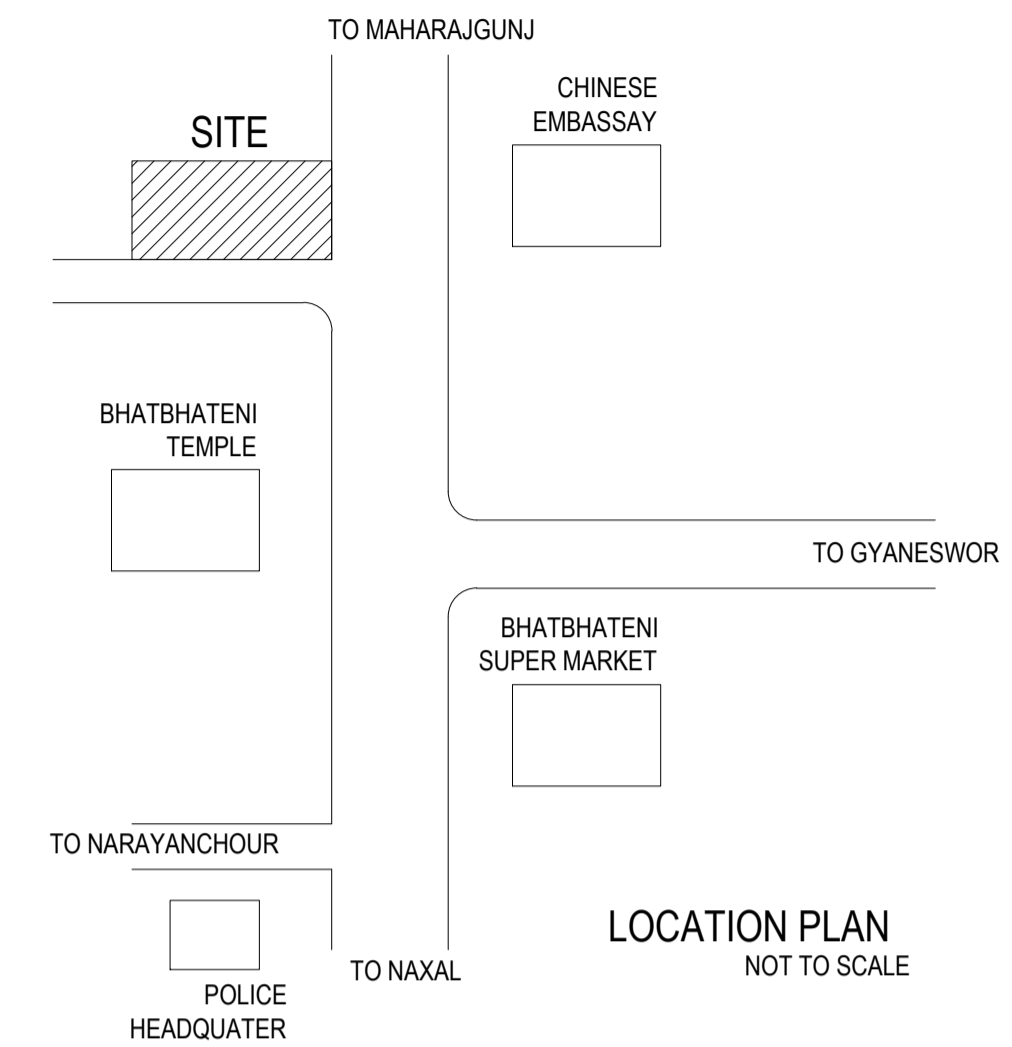 TO MAHARAJGUNJ
CHINESE
EMBASSAY
SITE
BHATBHATENI
TEMPLE
TO GYANESWOR
BHATBHATENI
SUPER MARKET
TO NARAYANCHOUR
LOCATION PLAN
NOT TO SCALE
TO NAXAL
POLICE
HEADQUATER